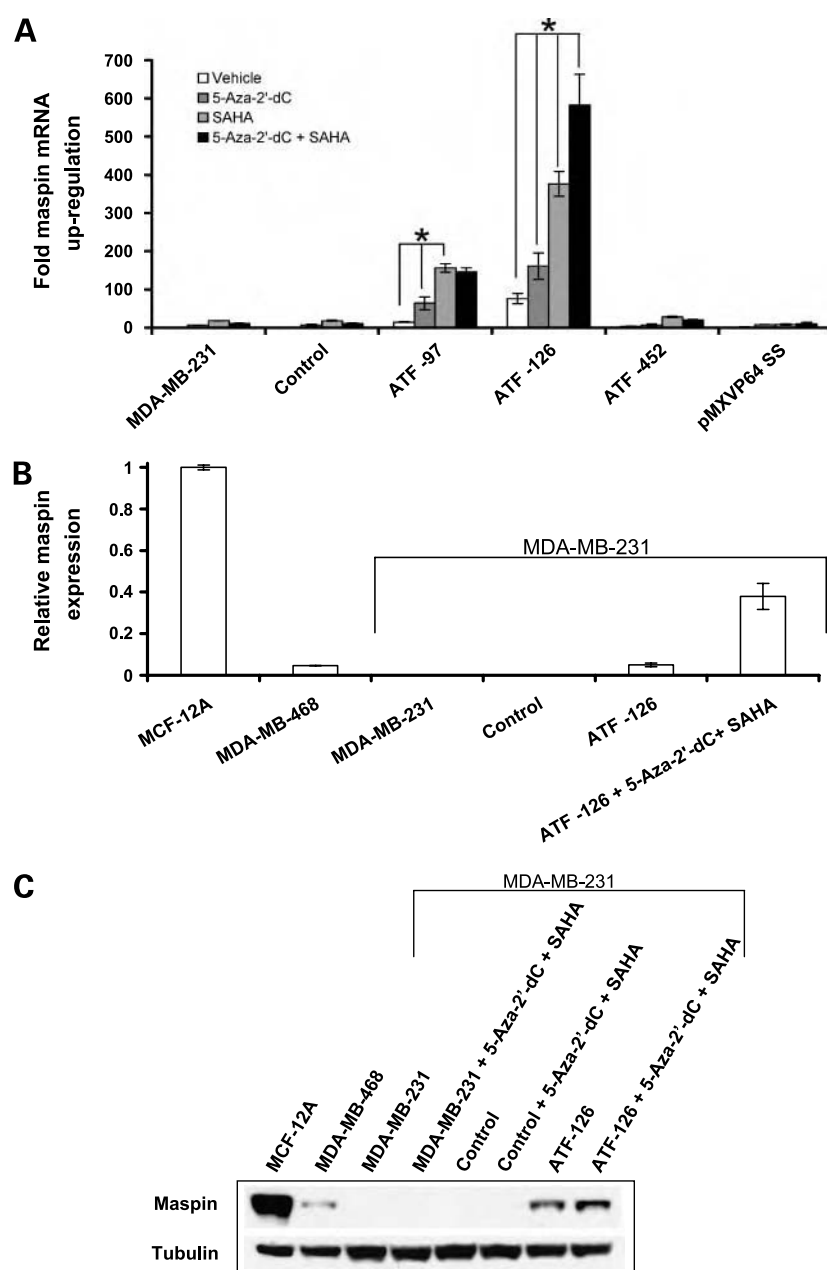 A
Fold maspin mRNA
up-regulation
700
600
500
400
300
200
100
0
Vehicle
5-Aza-2'-dC
SAHA
5-Aza-2'-dC + SAHA
*
*
MDA-MB-231
Control
ATF -97
ATF -126
ATF -452
pMXVP64 SS
B
Relative maspin
expression
1
0.8
0.6
0.4
0.2
0
MDA-MB-231
MCF-12A
MDA-MB-468
MDA-MB-231
Control
ATF -126
ATF -126 + 5-Aza-2'-dC+ SAHA
C
MDA-MB-231
MCF-12A
MDA-MB-468
MDA-MB-231
MDA-MB-231 + 5-Aza-2'-dC + SAHA
Control
Control + 5-Aza-2'-dC + SAHA
ATF-126
ATF-126 + 5-Aza-2'-dC + SAHA
Maspin
Tubulin